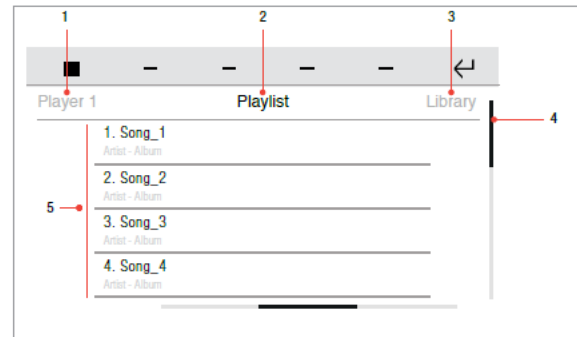 1 2 3
Player 1 Playlist Library
4
1. Song_1
Artist - Album
2. Song_2
Artist - Album
5
3. Song_3
Artist - Album
4. Song_4
Artist - Album